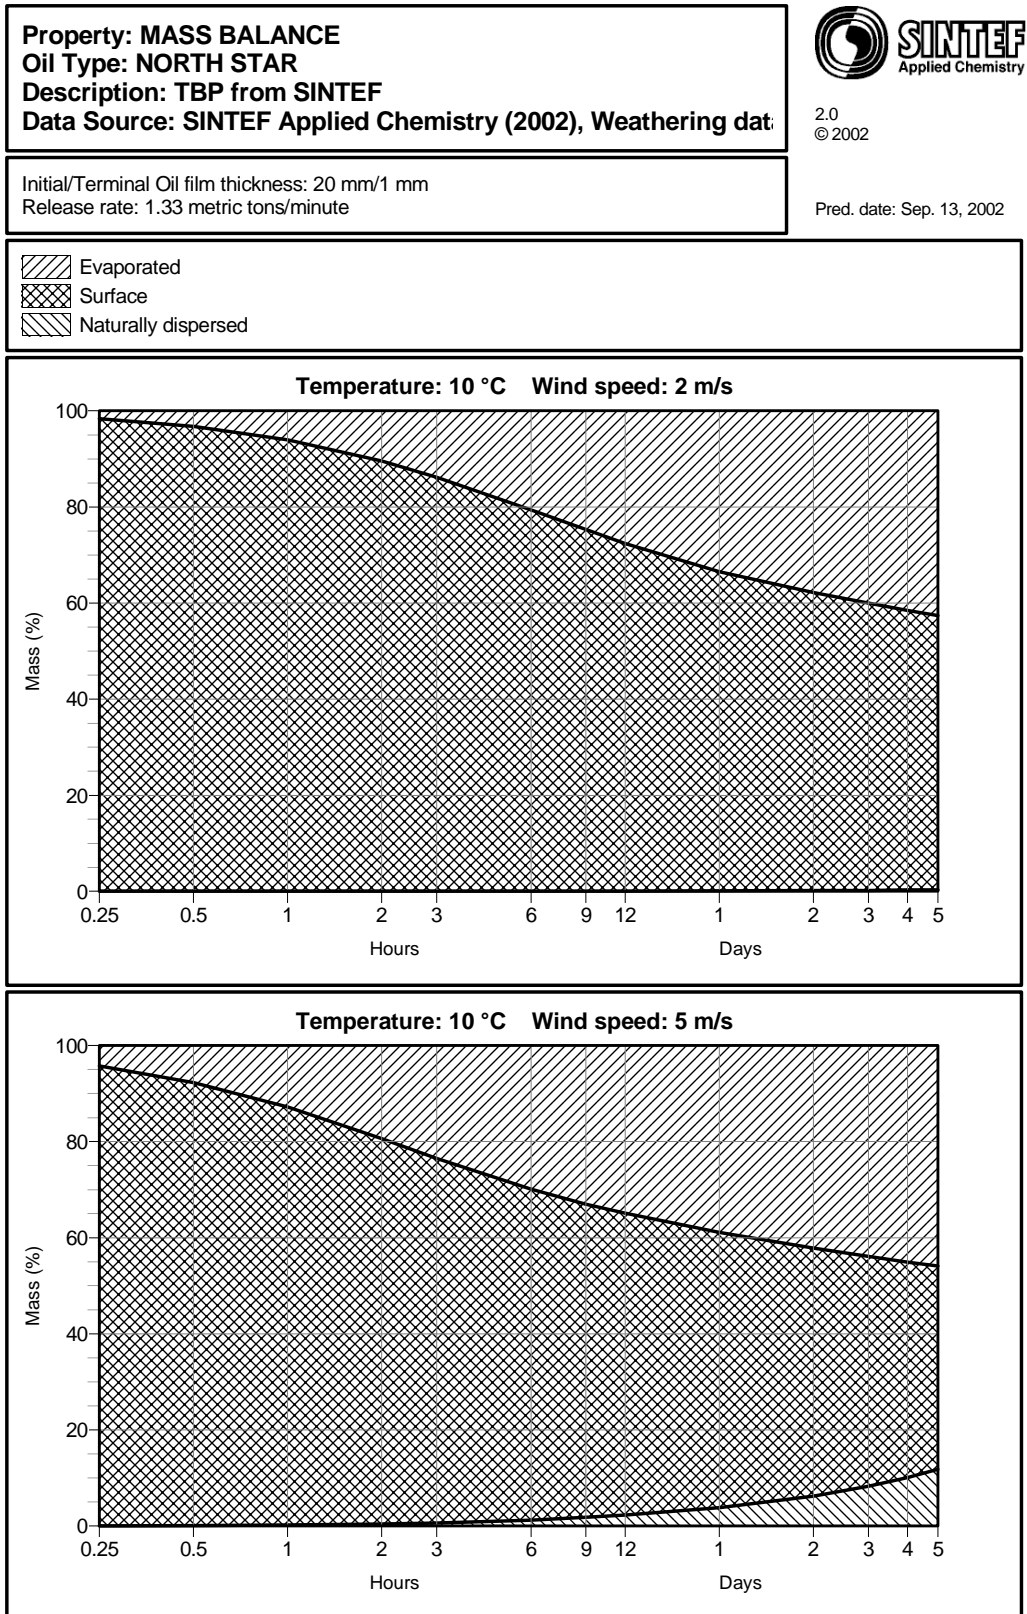 Property: MASS BALANCE
Oil Type: NORTH STAR
Description: TBP from SINTEF
Data Source: SINTEF Applied Chemistry (2002), Weathering data
SINTEF
Applied Chemistry
2.0
© 2002
Initial/Terminal Oil film thickness: 20 mm/1 mm
Release rate: 1.33 metric tons/minute
Pred. date: Sep. 13, 2002
Evaporated
Surface
Naturally dispersed
Temperature: 10 °C Wind speed: 2 m/s
Mass (%)
100
80
60
40
20
0
0.25 0.5 1 2 3 6 9 12 1 2 3 4 5
Hours Days
Temperature: 10 °C Wind speed: 5 m/s
Mass (%)
100
80
60
40
20
0
0.25 0.5 1 2 3 6 9 12 1 2 3 4 5
Hours Days